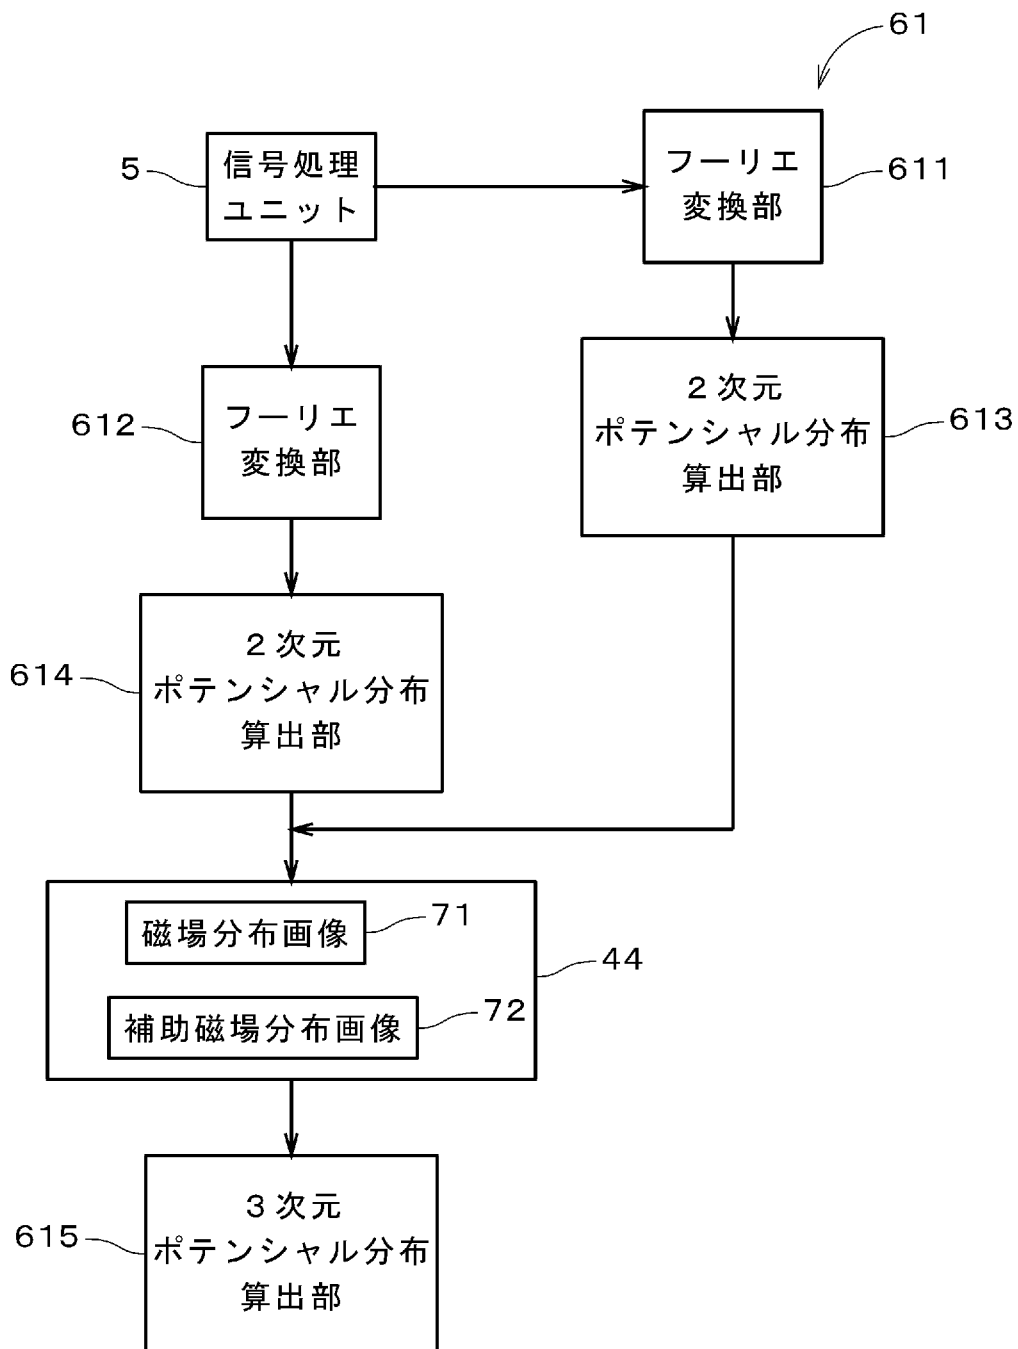 61
5
信号処理
ユニット
フーリエ
変換部
611
612
フーリエ
変換部
2次元
ポテンシャル分布
算出部
613
614
2次元
ポテンシャル分布
算出部
磁場分布画像
71
44
補助磁場分布画像
72
615
3次元
ポテンシャル分布
算出部